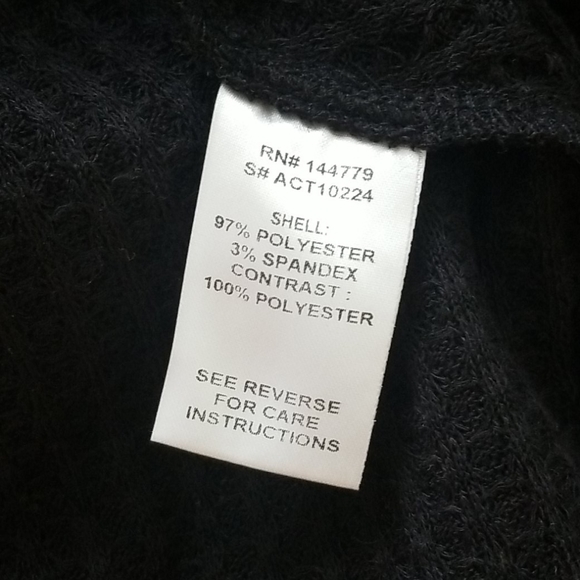 RN# 144779
S# ACT10224
SHELL:
97% POLYESTER
3% SPANDEX
CONTRAST :
100% POLYESTER
SEE REVERSE
FOR CARE
INSTRUCTIONS